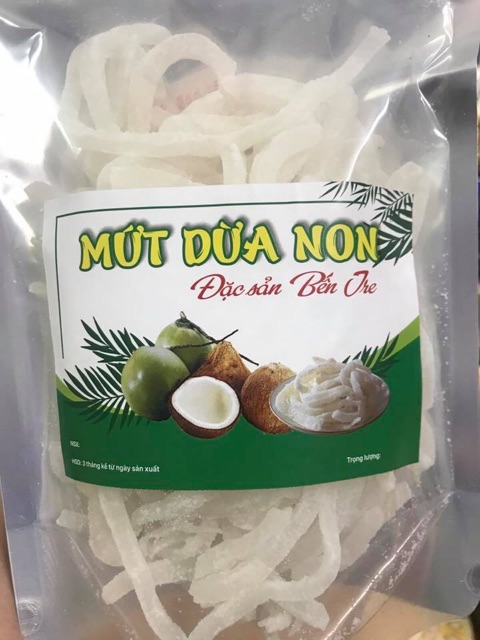 MỨT DỪA NON
Đặc sản Bến Tre
NSX:
HSD: 3 tháng kể từ ngày sản xuất
Trọng lượng: